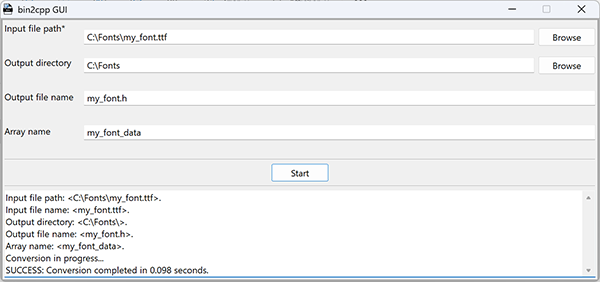 bin2cpp GUI
Input file path*
C:\Fonts\my_font.ttf
Browse
Output directory
C:\Fonts
Browse
Output file name
my_font.h
Array name
my_font_data
Start
Input file path: <C:\Fonts\my_font.ttf>.
Input file name: <my_font.ttf>.
Output directory: <C:\Fonts\>.
Output file name: <my_font.h>.
Array name: <my_font_data>.
Conversion in progress...
SUCCESS: Conversion completed in 0.098 seconds.